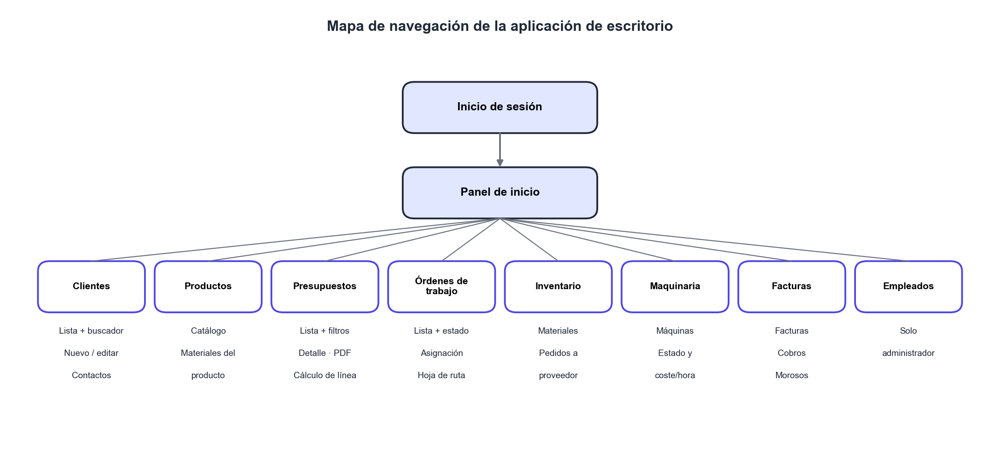 Mapa de navegación de la aplicación de escritorio
Inicio de sesión
Panel de inicio
Clientes
Lista + buscador
Nuevo / editar
Contactos
Productos
Catálogo
Materiales del
producto
Presupuestos
Lista + filtros
Detalle · PDF
Cálculo de línea
Órdenes de
trabajo
Lista + estado
Asignación
Hoja de ruta
Inventario
Materiales
Pedidos a
proveedor
Maquinaria
Máquinas
Estado y
coste/hora
Facturas
Facturas
Cobros
Morosos
Empleados
Solo
administrador